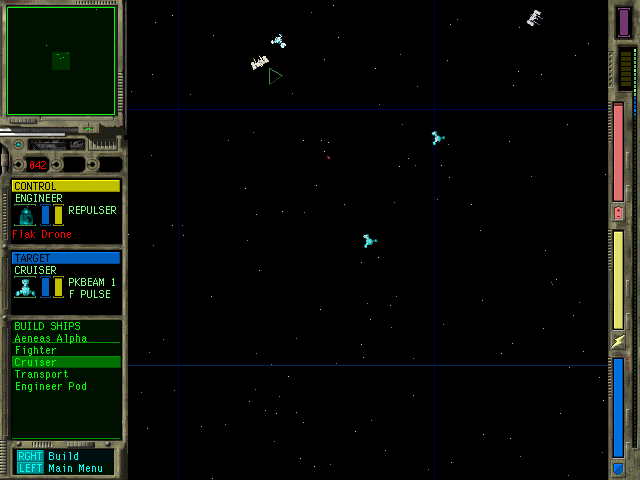 042
CONTROL
ENGINEER
REPULSER
Flak Drone
TARGET
CRUISER
PKBEAM 1
F PULSE
BUILD SHIPS
Aeneas Alpha
Fighter
Cruiser
Transport
Engineer Pod
RGHT Build
LEFT Main Menu